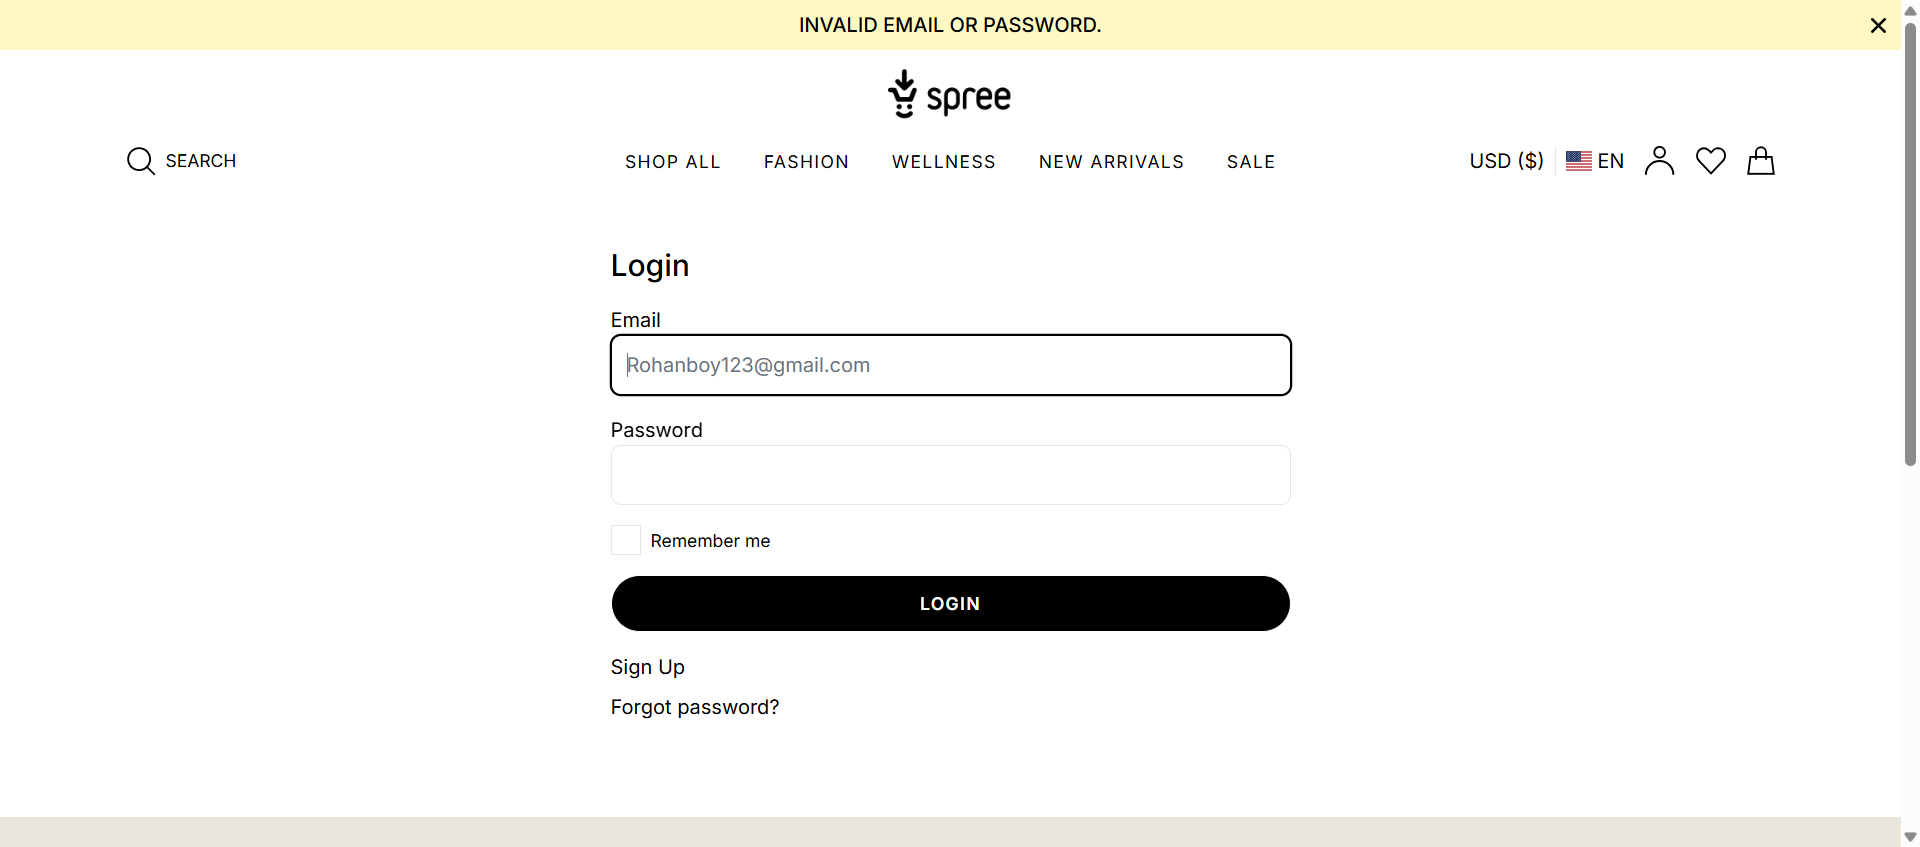 INVALID EMAIL OR PASSWORD.
spree
SEARCH
SHOP ALL FASHION WELLNESS NEW ARRIVALS SALE
USD ($) EN
Login
Email
Rohanboy123@gmail.com
Password
Remember me
LOGIN
Sign Up
Forgot password?